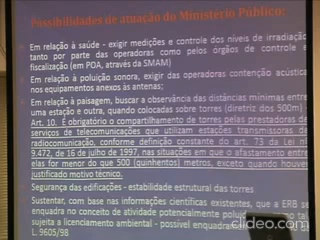 Possibilidades de atuação do Ministério Público:
Em relação à saúde - exigir medições e controle dos níveis de irradiação
tanto por parte das operadoras como pelos órgãos de controle e
fiscalização (em POA, através da SMAM)
Em relação à poluição sonora, exigir das operadoras contenção acústica
nos equipamentos anexos às antenas;
Em relação à paisagem, buscar a observação das distâncias mínimas entre
uma estação e outra, quando colocadas sobre torres (diretriz dos 500m) -
Art. 10. É obrigatório o compartilhamento de torres pelas prestadoras de
serviços de telecomunicações que utilizam estações transmissoras de
radiocomunicação, conforme definição constante do art. 73 da Lei nº
9.472, de 16 de julho de 1997, nas situações em que o afastamento entre
elas for menor do que 500 (quinhentos) metros, exceto quando houver
justificado motivo técnico.
Segurança das edificações - estabilidade estrutural das torres
Sustentar, com base nas informações científicas existentes, que a ERB se
enquadra no conceito de atividade potencialmente
sujeita a licenciamento ambiental - possível
L. 9605/98
clideo.com